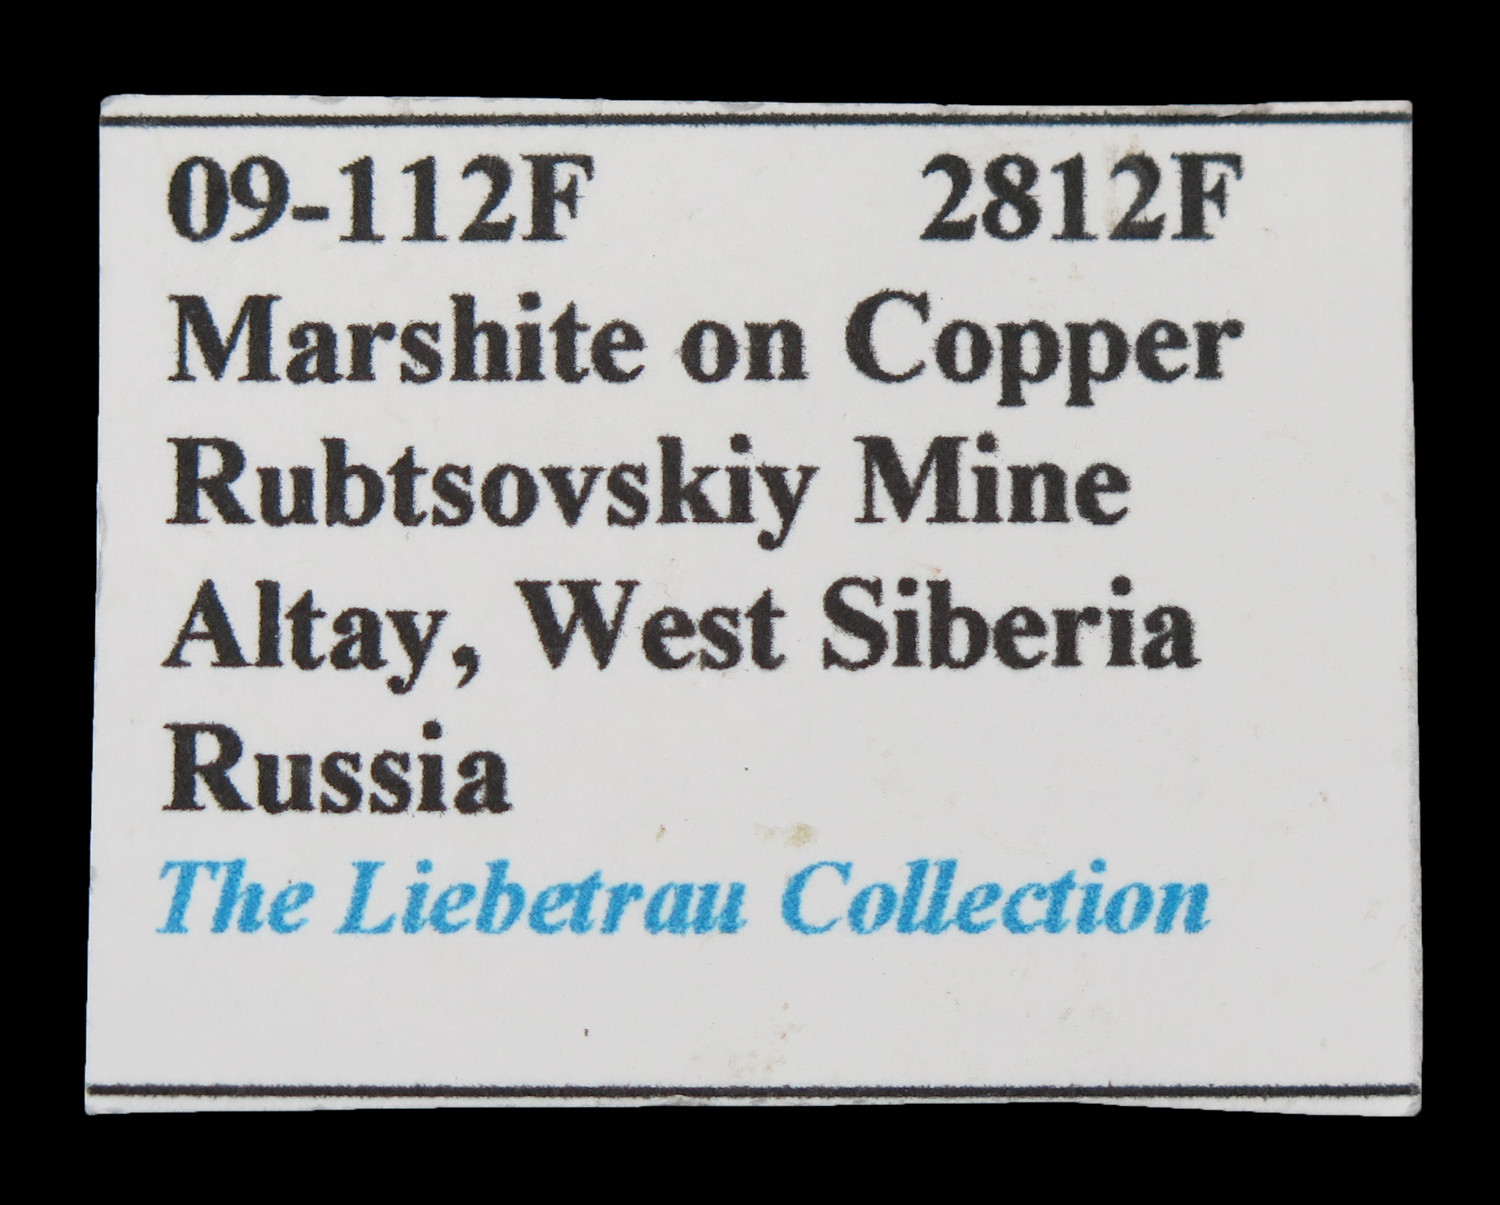 09-112F 2812F
Marshite on Copper
Rubtsovskiy Mine
Altay, West Siberia
Russia
The Liebetrau Collection